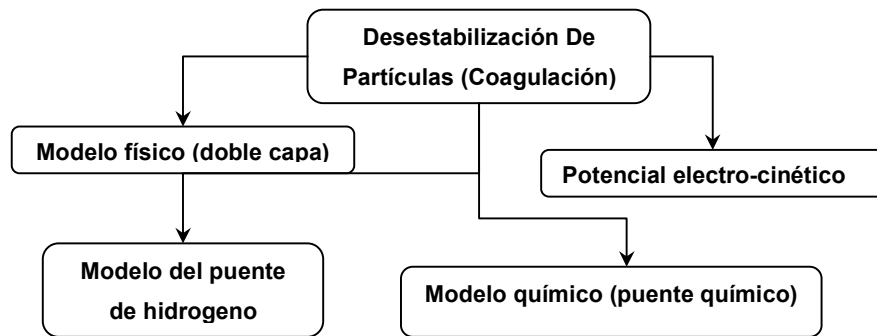 Desestabilización De
Partículas (Coagulación)
Modelo físico (doble capa)
Potencial electro-cinético
Modelo del puente
de hidrogeno
Modelo químico (puente químico)